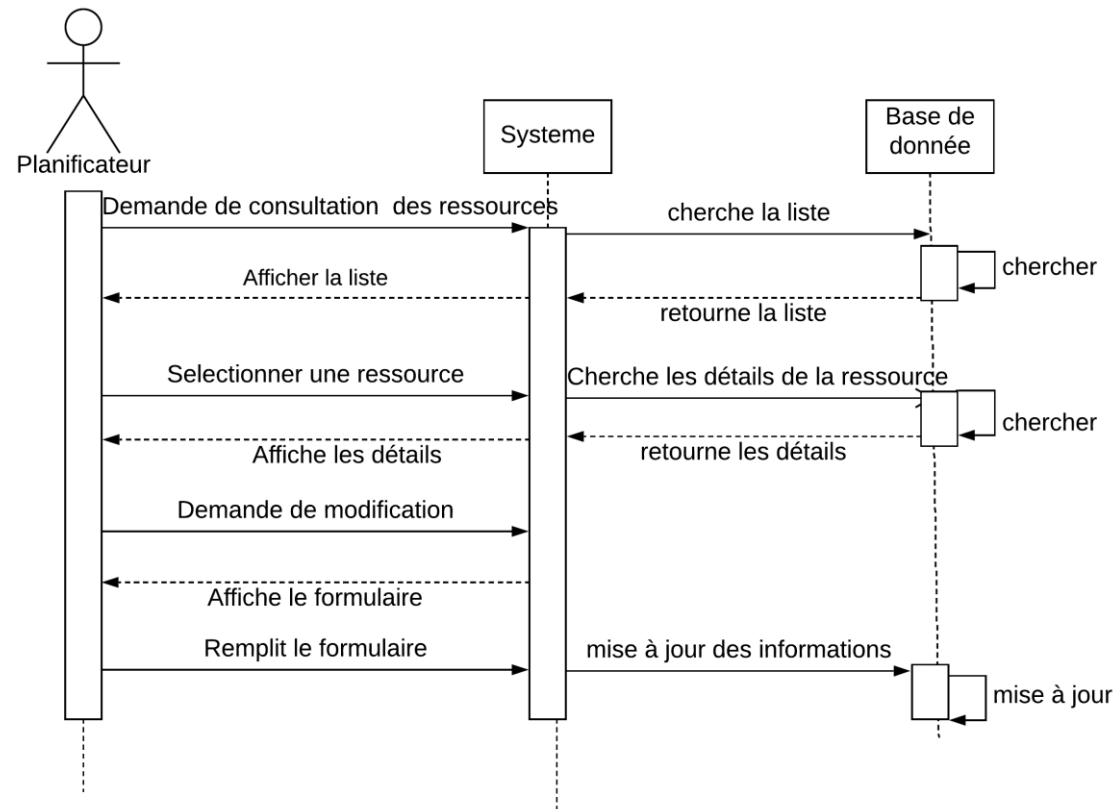 Planificateur
Systeme
Base de
donnée
Demande de consultation des ressources
cherche la liste
chercher
Afficher la liste
retourne la liste
Selectionner une ressource
Cherche les détails de la ressource
chercher
Affiche les détails
retourne les détails
Demande de modification
Affiche le formulaire
Remplit le formulaire
mise à jour des informations
mise à jour